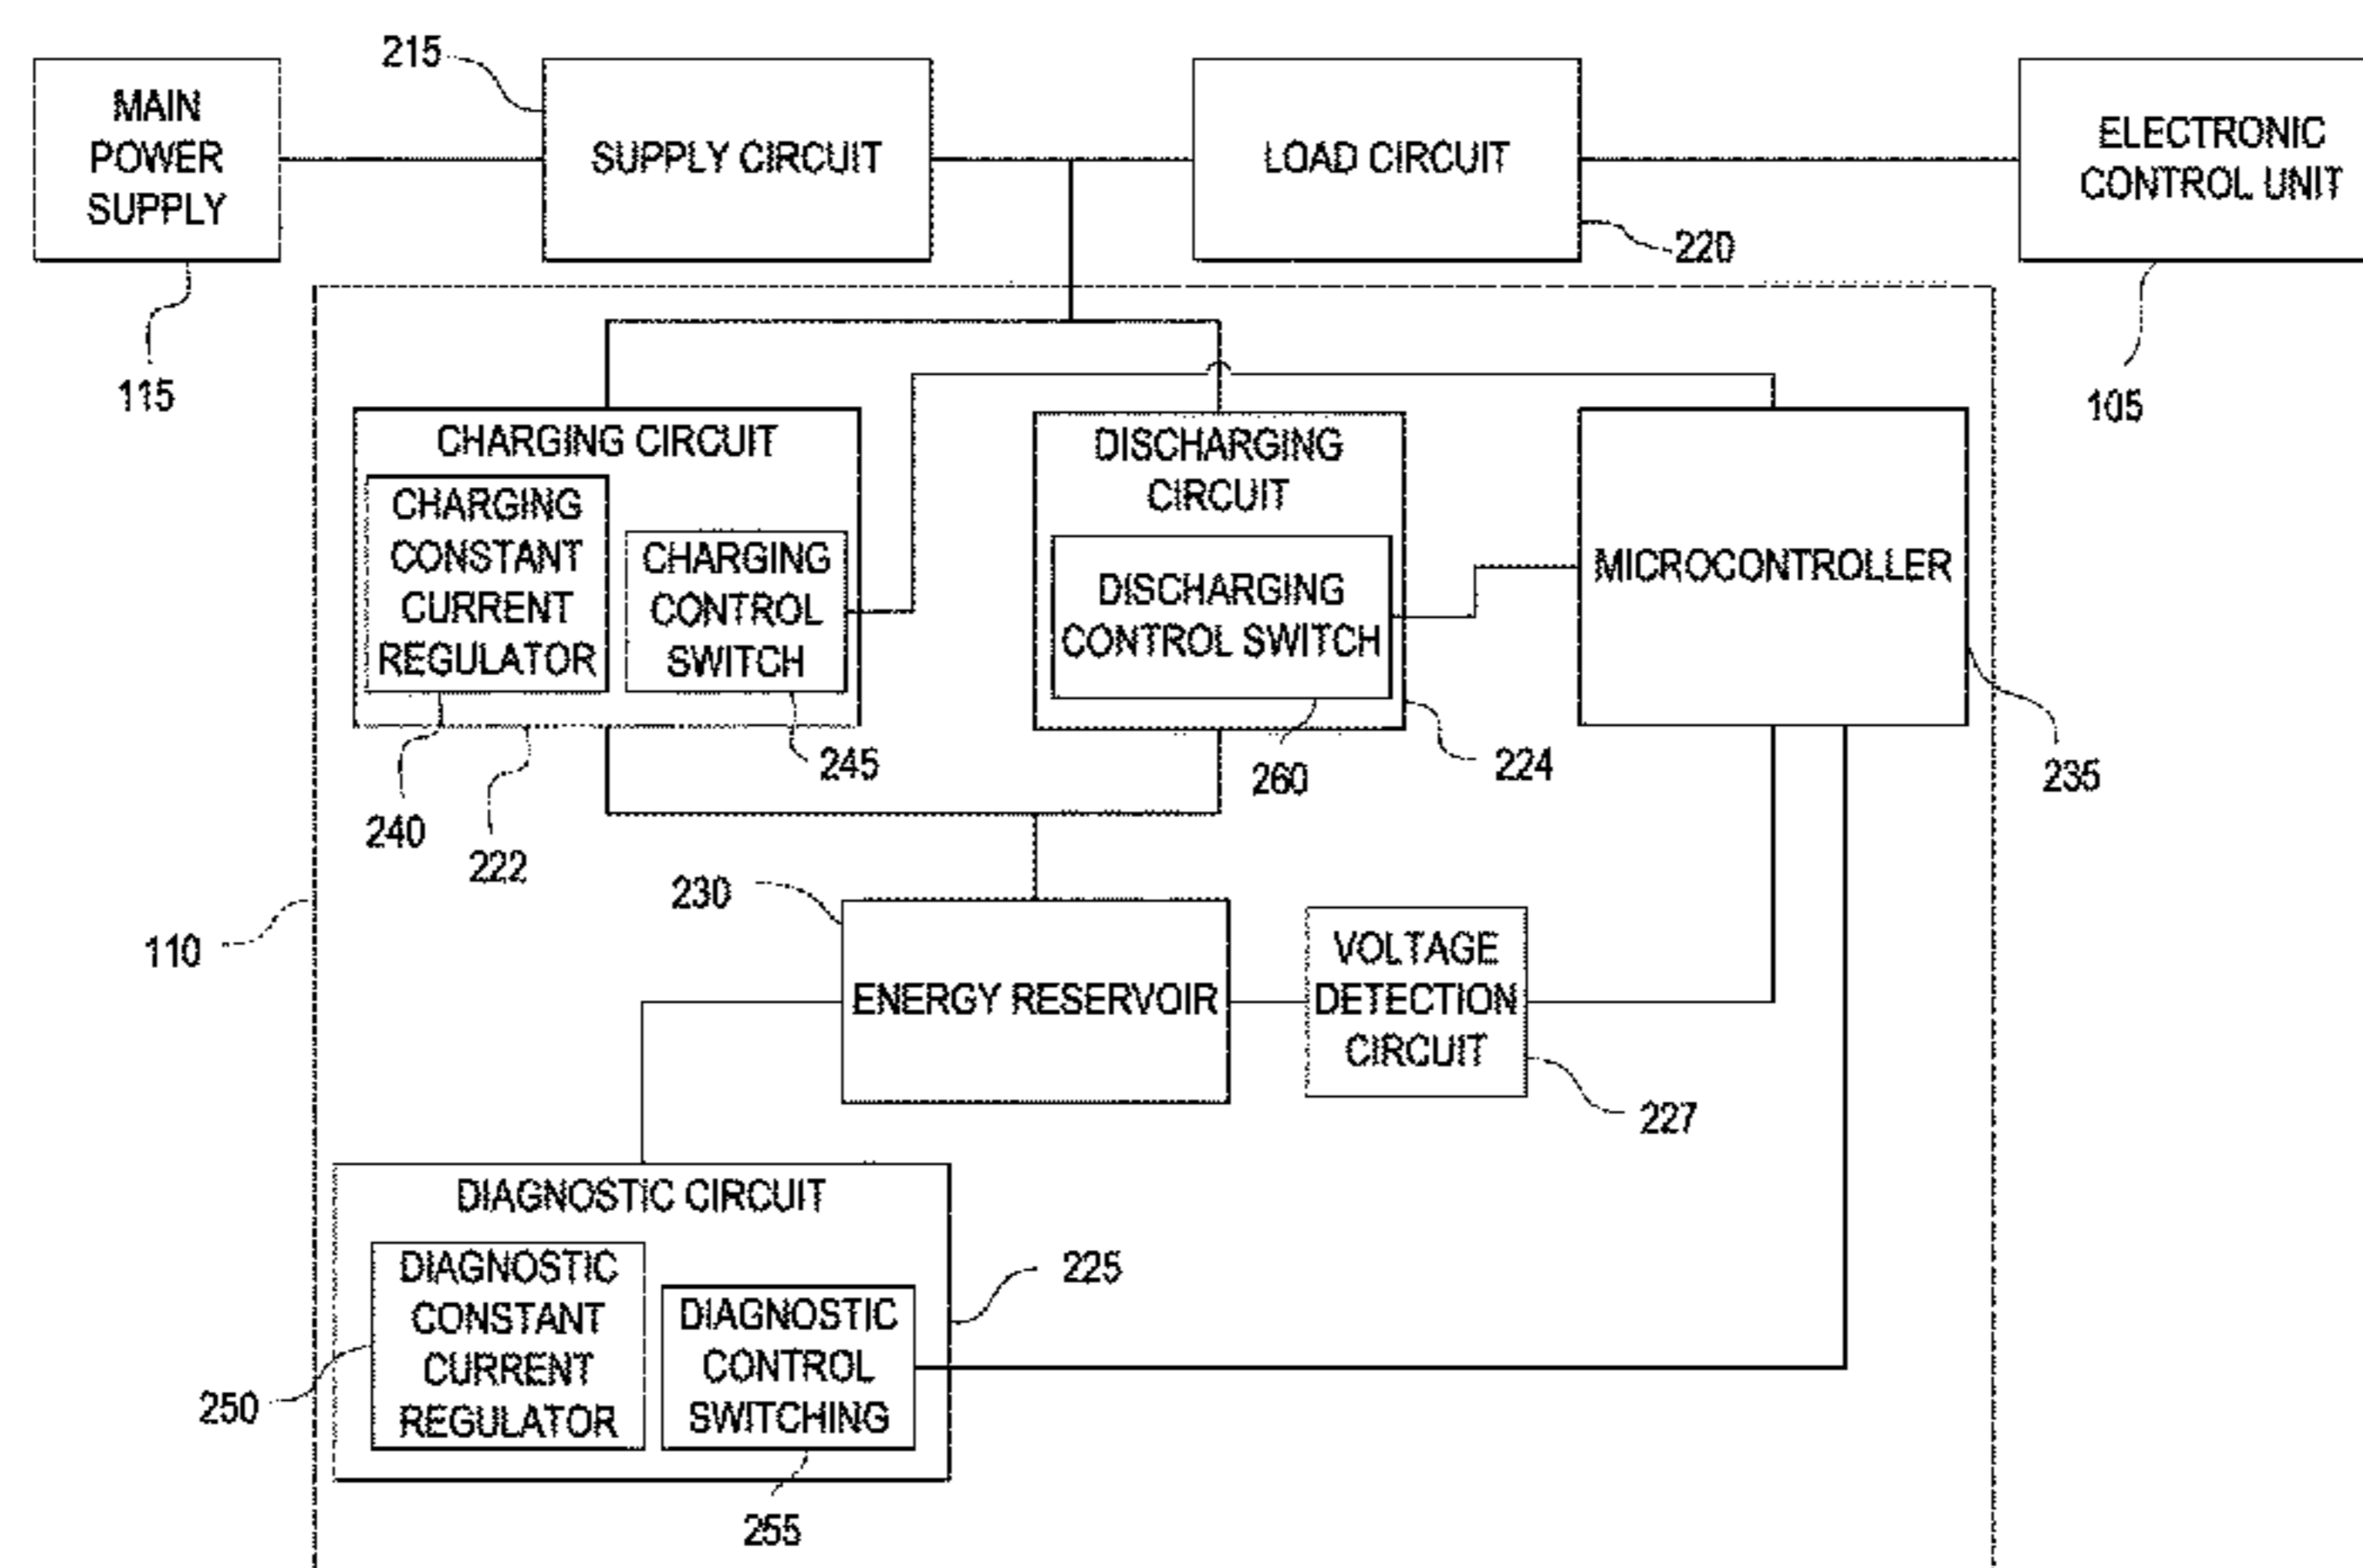 215
MAIN
POWER
SUPPLY
SUPPLY CIRCUIT
LOAD CIRCUIT
ELECTRONIC
CONTROL UNIT
220
115
105
CHARGING CIRCUIT
CHARGING
CONSTANT
CURRENT
REGULATOR
CHARGING
CONTROL
SWITCH
DISCHARGING
CIRCUIT
DISCHARGING
CONTROL SWITCH
MICROCONTROLLER
240
222
245
260
224
235
230
110
ENERGY RESERVOIR
VOLTAGE
DETECTION
CIRCUIT
227
DIAGNOSTIC CIRCUIT
DIAGNOSTIC
CONSTANT
CURRENT
REGULATOR
DIAGNOSTIC
CONTROL
SWITCHING
225
250
255